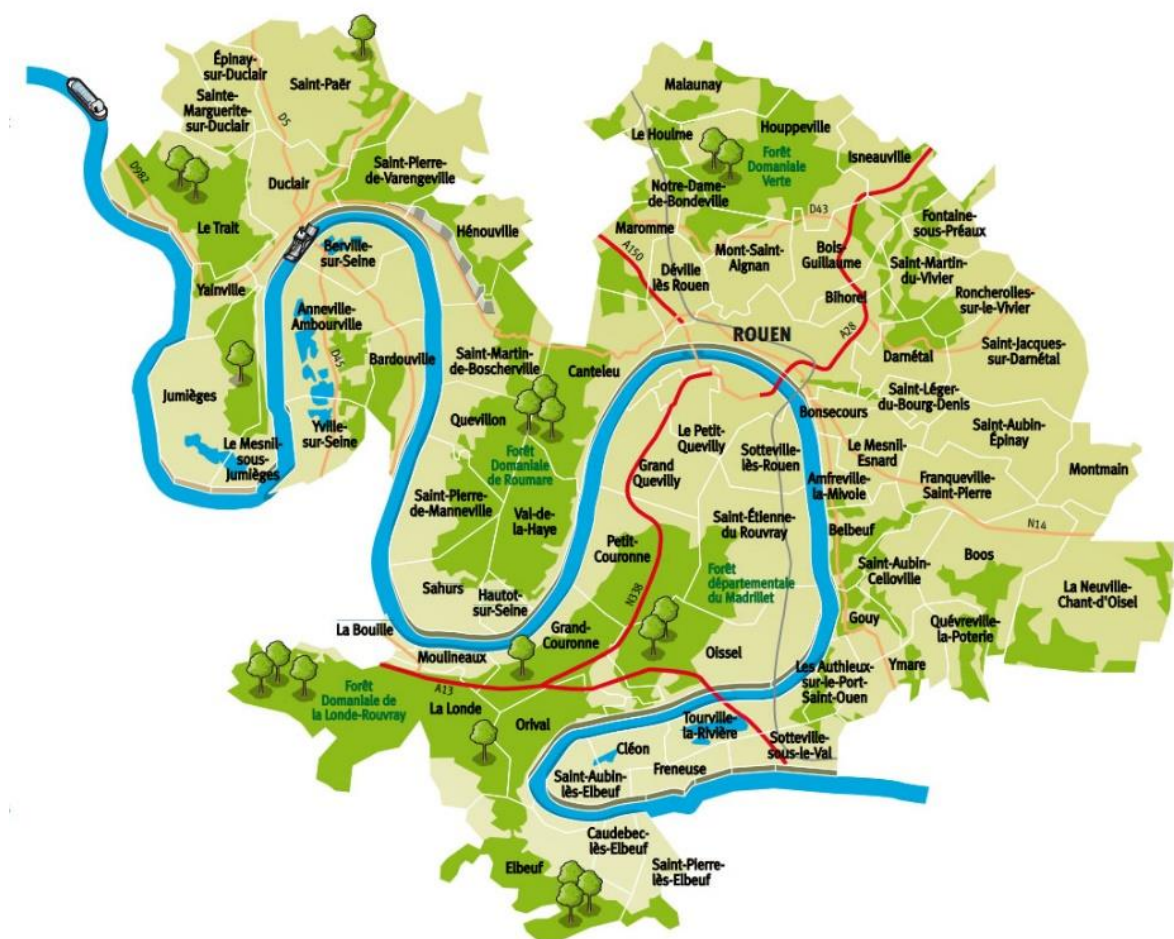 Épinay-
sur-Duclair
Saint-Paër
Sainte-
Marguerite-
sur-Duclair
D5
D982
Duclair
Saint-Pierre-
de-Varengeville
Le Trait
Hénouville
Berville-
sur-Seine
Yainville
Anneville-
Ambourville
D45
Bardouville
Jumièges
Yville-
sur-Seine
Le Mesnil-
sous-
Jumièges
Saint-Martin-
de-Boscherville
Canteleu
Quevillon
Forêt
Domaniale
de Roumare
Saint-Pierre-
de-Manneville
Val-de-
la-Haye
Sahurs
Hautot-
sur-Seine
Malaunay
Le Houlme
Houppeville
Forêt
Domaniale
Verte
Isneauville
Notre-Dame-
de-Bondeville
D43
Maromme
A150
Mont-Saint-
Aignan
Bois-
Guillaume
Fontaine-
sous-Préaux
Déville
lès Rouen
Saint-Martin-
du-Vivier
Bihorel
Roncherolles-
sur-le-Vivier
ROUEN
A28
Darnétal
Saint-Jacques-
sur-Darnétal
Saint-Léger-
du-Bourg-Denis
Bonsecours
Le Petit-
Quevilly
Sotteville-
lès-Rouen
Le Mesnil-
Esnard
Saint-Aubin-
Épinay
Grand
Quevilly
Amfreville-
la-Mivole
Franqueville-
Saint-Pierre
Montmain
Saint-Étienne-
du Rouvray
Belbeuf
N14
Petit-
Couronne
Forêt
départementale
du Madrillet
Saint-Aubin-
Celloville
Boos
La Neuville-
Chant-d'Oisel
N338
Gouy
Quévreville-
la-Poterie
La Bouille
Grand-
Couronne
Moulineaux
Oissel
Ymare
Les Authieux-
sur-le-Port-
Saint-Ouen
Forêt
Domaniale de
la Londe-Rouvray
A13
La Londe
Orival
Tourville-
la-Rivière
Sotteville-
sous-le-Val
Cléon
Freneuse
Saint-Aubin-
lès-Elbeuf
Caudebec-
lès-Elbeuf
Elbeuf
Saint-Pierre-
lès-Elbeuf